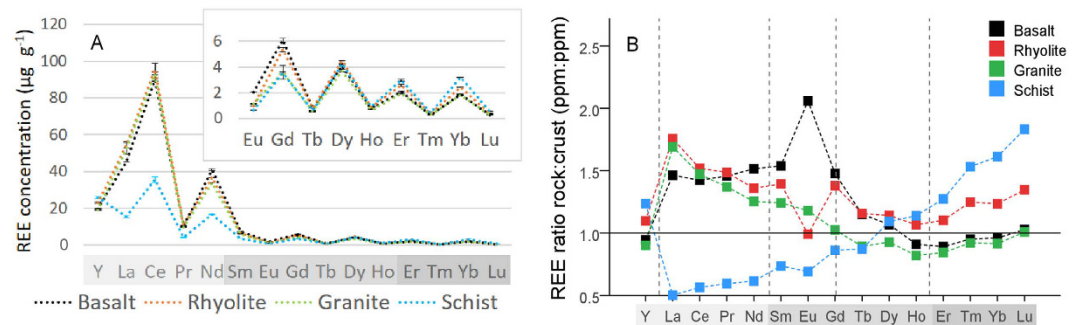 A
REE concentration (µg g⁻¹)
120
100
80
60
40
20
0
6
4
2
0
Eu Gd Tb Dy Ho Er Tm Yb Lu
Y La Ce Pr Nd Sm Eu Gd Tb Dy Ho Er Tm Yb Lu
Basalt Rhyolite Granite Schist
B
REE ratio rock:crust (ppm:ppm)
2.5
2.0
1.5
1.0
0.5
Basalt
Rhyolite
Granite
Schist
Y La Ce Pr Nd Sm Eu Gd Tb Dy Ho Er Tm Yb Lu